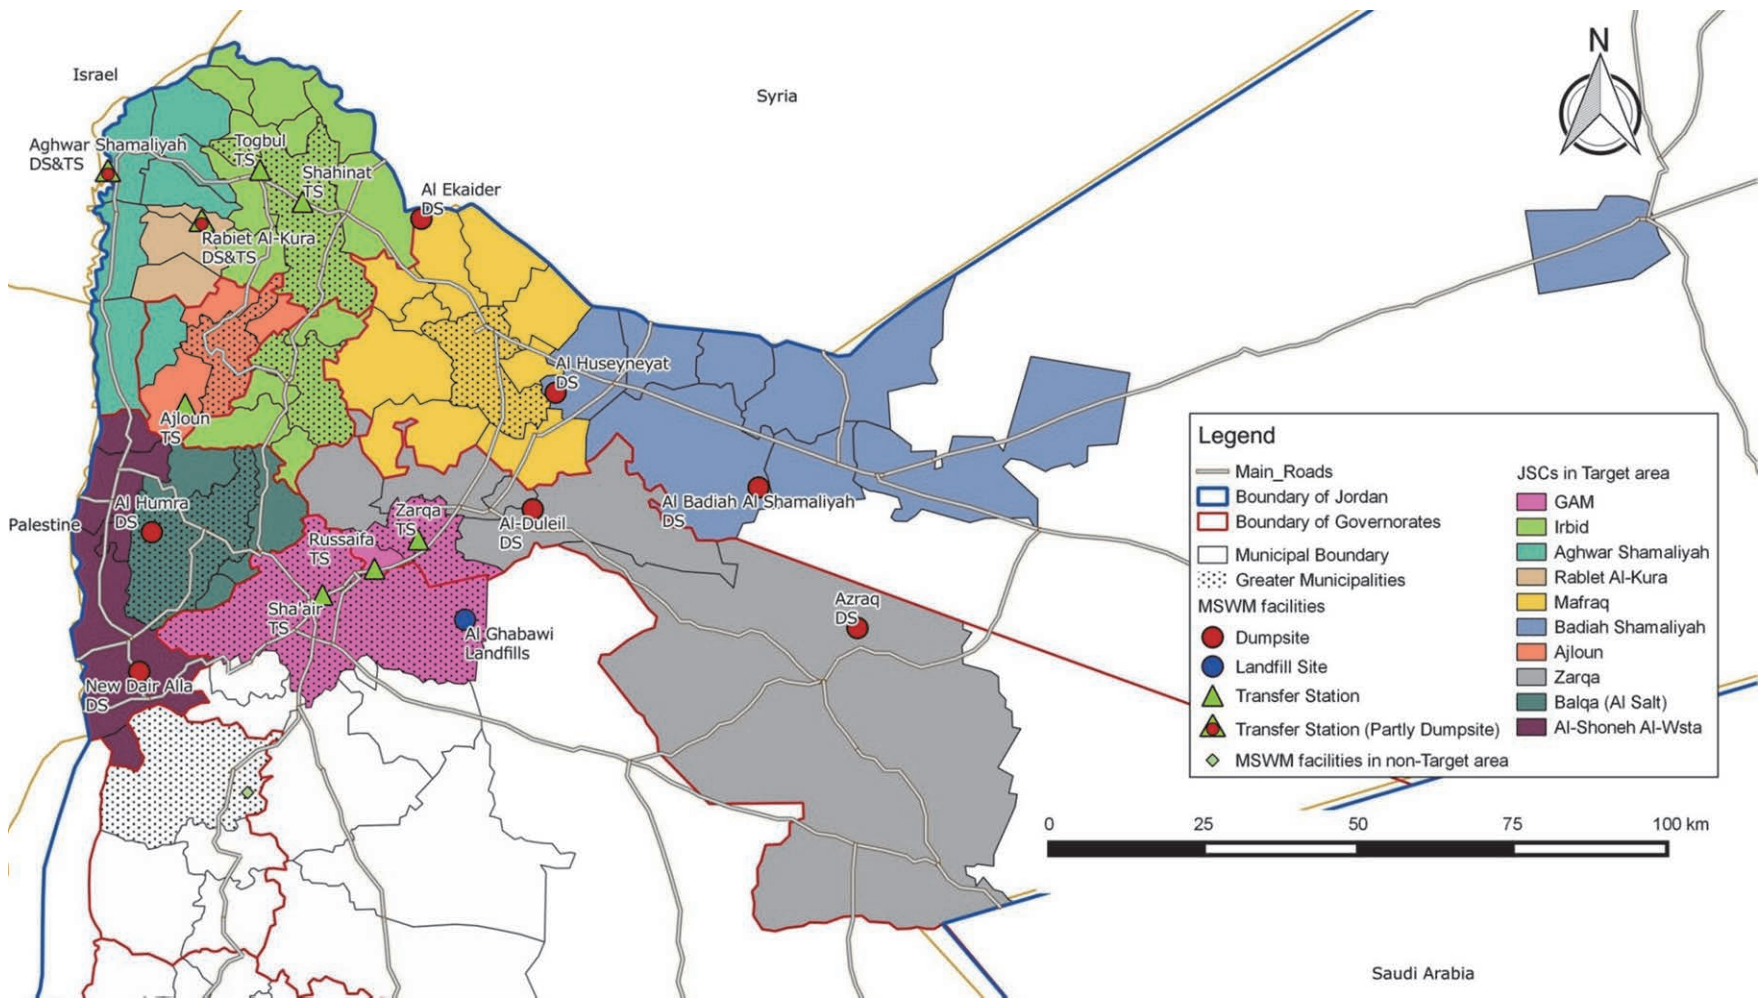 N
Israel
Syria
Aghwar Shamaliyah
DS&TS
Togbul
TS
Shahinat
TS
Al Ekaider
DS
Rabiet Al-Kura
DS&TS
Al Huseyneyat
DS
Ajloun
TS
Al Humra
DS
Palestine
Zarqa
TS
Russaifa
TS
Al-Duleil
DS
Al Badiah Al Shamaliyah
DS
Sha'air
TS
Al Ghabawi
Landfills
Azraq
DS
New Dair Alla
DS
Legend
Main_Roads
Boundary of Jordan
Boundary of Governorates
Municipal Boundary
Greater Municipalities
MSWM facilities
Dumpsite
Landfill Site
Transfer Station
Transfer Station (Partly Dumpsite)
MSWM facilities in non-Target area
JSCs in Target area
GAM
Irbid
Aghwar Shamaliyah
Rablet Al-Kura
Mafraq
Badiah Shamaliyah
Ajloun
Zarqa
Balqa (Al Salt)
Al-Shoneh Al-Wsta
0 25 50 75 100 km
Saudi Arabia